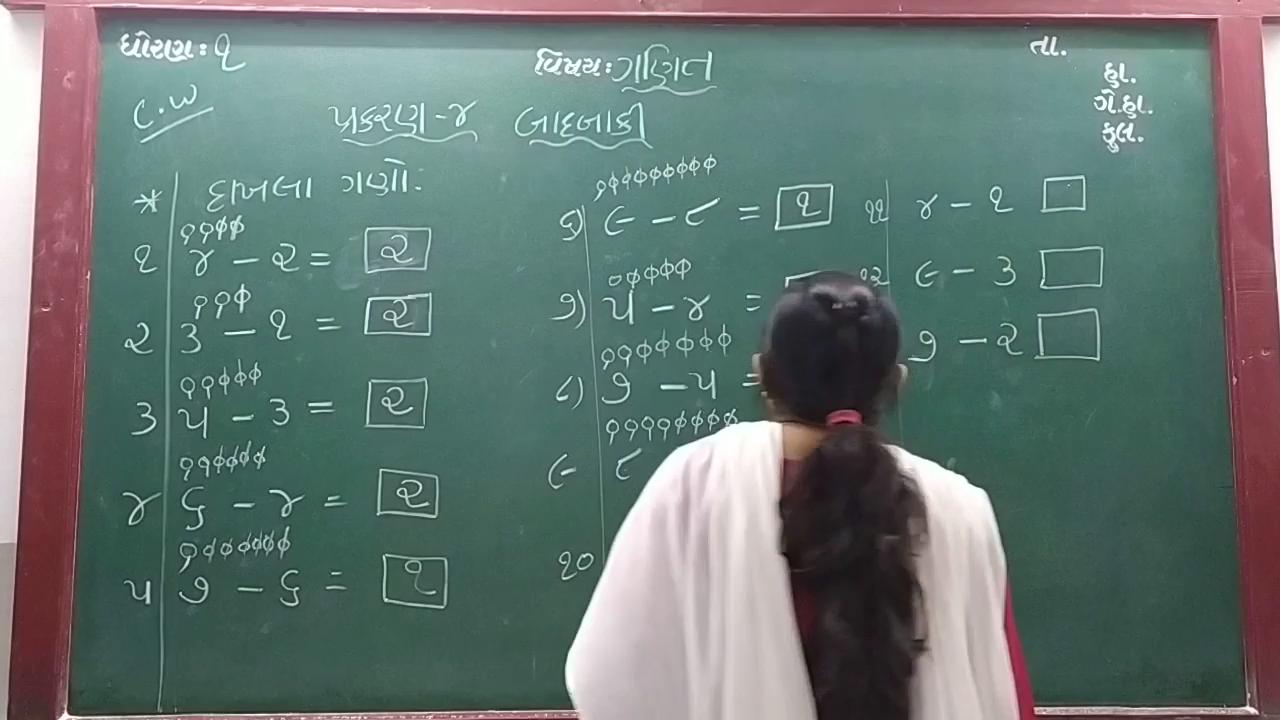 ધોરણ: ૧
વિષય: ગણિત
તા.
હા.
ગે.હા.
કુલ.
C.W
પ્રકરણ-૪ બાદબાકી
* દાખલા ગણો:
૧ ૪ - ૨ = ૨
૨ ૩ - ૧ = ૨
૩ ૫ - ૩ = ૨
૪ ૬ - ૪ = ૨
૫ ૭ - ૬ = ૧
૬) ૯ - ૮ = ૧
૭) ૫ - ૪ =
૮) ૭ - ૫ =
૯ ૮
૧૦
૧૧ ૪ - ૧
૧૨ ૯ - ૩
૭ - ૨